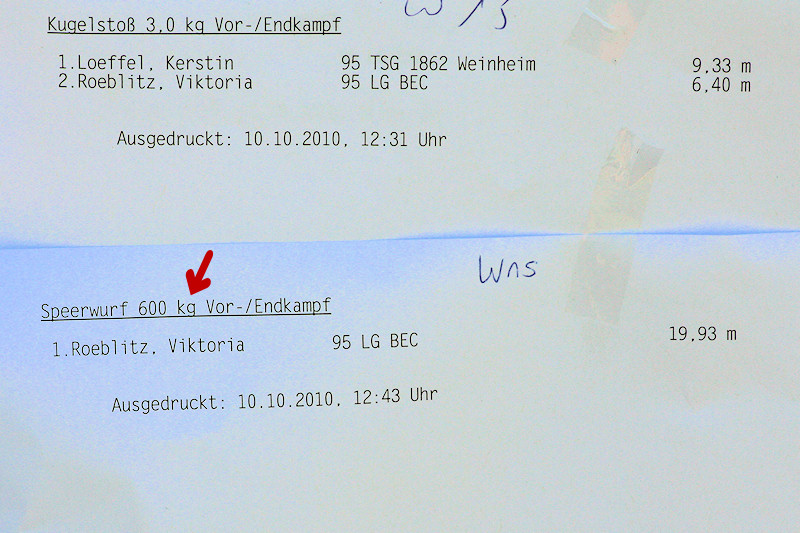 Kugelstoß 3,0 kg Vor-/Endkampf
1.Loeffel, Kerstin 95 TSG 1862 Weinheim 9,33 m
2.Roeblitz, Viktoria 95 LG BEC 6,40 m
Ausgedruckt: 10.10.2010, 12:31 Uhr
Speerwurf 600 kg Vor-/Endkampf
1.Roeblitz, Viktoria 95 LG BEC 19,93 m
Ausgedruckt: 10.10.2010, 12:43 Uhr